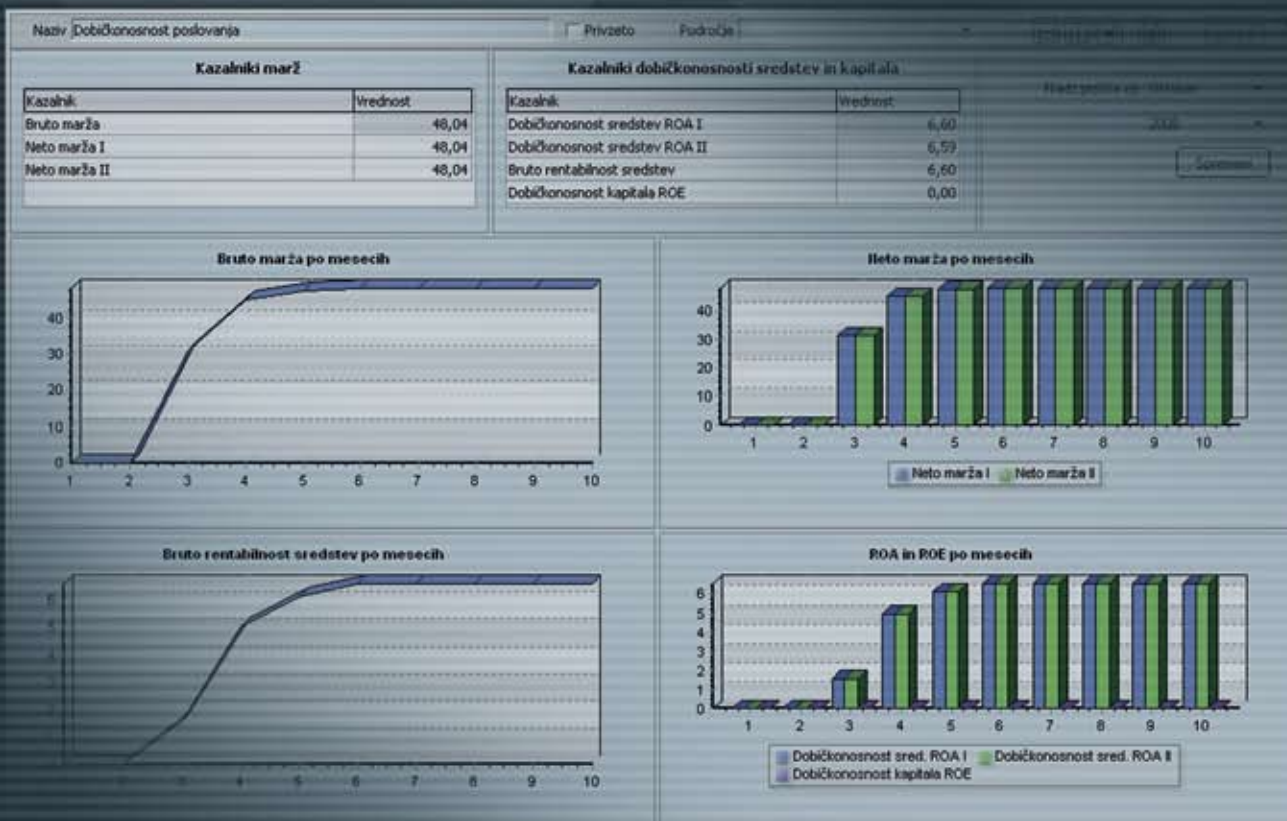 Naziv Dobičkonosnost poslovanja Privzeto Področje
Kazalniki marž
Kazalnik Vrednost
Bruto marža 48,04
Neto marža I 48,04
Neto marža II 48,04
Kazalniki dobičkonosnosti sredstev in kapitala
Kazalnik Vrednost
Dobičkonosnost sredstev ROA I 6,60
Dobičkonosnost sredstev ROA II 6,59
Bruto rentabilnost sredstev 6,60
Dobičkonosnost kapitala ROE 0,00
Bruto marža po mesecih
40
30
20
10
0
1 2 3 4 5 6 7 8 9 10
Neto marža po mesecih
40
30
20
10
0
1 2 3 4 5 6 7 8 9 10
Neto marža I Neto marža II
Bruto rentabilnost sredstev po mesecih
2 3 4 5 6 7 8 9 10
ROA in ROE po mesecih
6
5
4
3
2
1
0
1 2 3 4 5 6 7 8 9 10
Dobičkonosnost sred. ROA I Dobičkonosnost sred. ROA II
Dobičkonosnost kapitala ROE